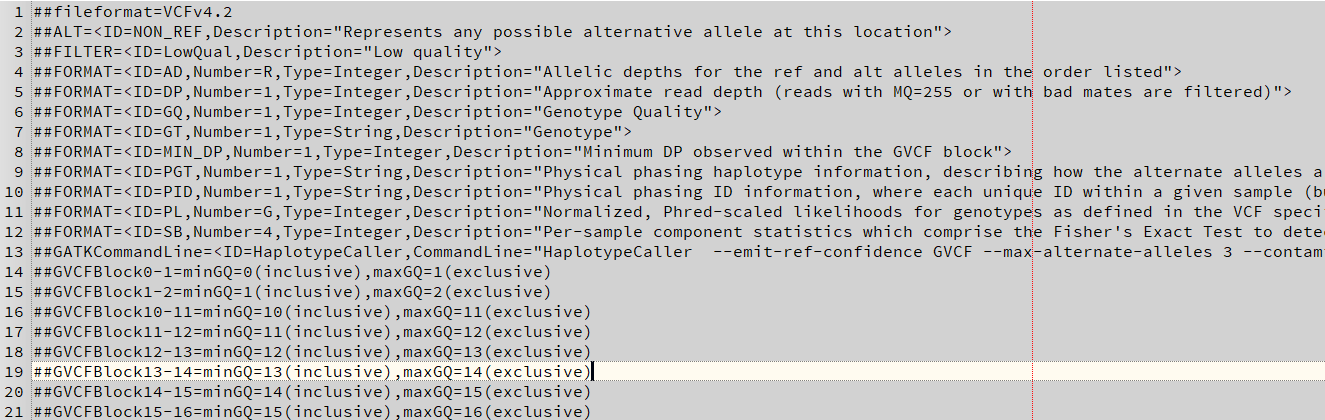 1 ##fileformat=VCFv4.2
2 ##ALT=<ID=NON_REF,Description="Represents any possible alternative allele at this location">
3 ##FILTER=<ID=LowQual,Description="Low quality">
4 ##FORMAT=<ID=AD,Number=R,Type=Integer,Description="Allelic depths for the ref and alt alleles in the order listed">
5 ##FORMAT=<ID=DP,Number=1,Type=Integer,Description="Approximate read depth (reads with MQ=255 or with bad mates are filtered)">
6 ##FORMAT=<ID=GQ,Number=1,Type=Integer,Description="Genotype Quality">
7 ##FORMAT=<ID=GT,Number=1,Type=String,Description="Genotype">
8 ##FORMAT=<ID=MIN_DP,Number=1,Type=Integer,Description="Minimum DP observed within the GVCF block">
9 ##FORMAT=<ID=PGT,Number=1,Type=String,Description="Physical phasing haplotype information, describing how the alternate alleles a
10 ##FORMAT=<ID=PID,Number=1,Type=String,Description="Physical phasing ID information, where each unique ID within a given sample (b
11 ##FORMAT=<ID=PL,Number=G,Type=Integer,Description="Normalized, Phred-scaled likelihoods for genotypes as defined in the VCF speci
12 ##FORMAT=<ID=SB,Number=4,Type=Integer,Description="Per-sample component statistics which comprise the Fisher's Exact Test to dete
13 ##GATKCommandLine=<ID=HaplotypeCaller,CommandLine="HaplotypeCaller  --emit-ref-confidence GVCF --max-alternate-alleles 3 --contam
14 ##GVCFBlock0-1=minGQ=0(inclusive),maxGQ=1(exclusive)
15 ##GVCFBlock1-2=minGQ=1(inclusive),maxGQ=2(exclusive)
16 ##GVCFBlock10-11=minGQ=10(inclusive),maxGQ=11(exclusive)
17 ##GVCFBlock11-12=minGQ=11(inclusive),maxGQ=12(exclusive)
18 ##GVCFBlock12-13=minGQ=12(inclusive),maxGQ=13(exclusive)
19 ##GVCFBlock13-14=minGQ=13(inclusive),maxGQ=14(exclusive)
20 ##GVCFBlock14-15=minGQ=14(inclusive),maxGQ=15(exclusive)
21 ##GVCFBlock15-16=minGQ=15(inclusive),maxGQ=16(exclusive)